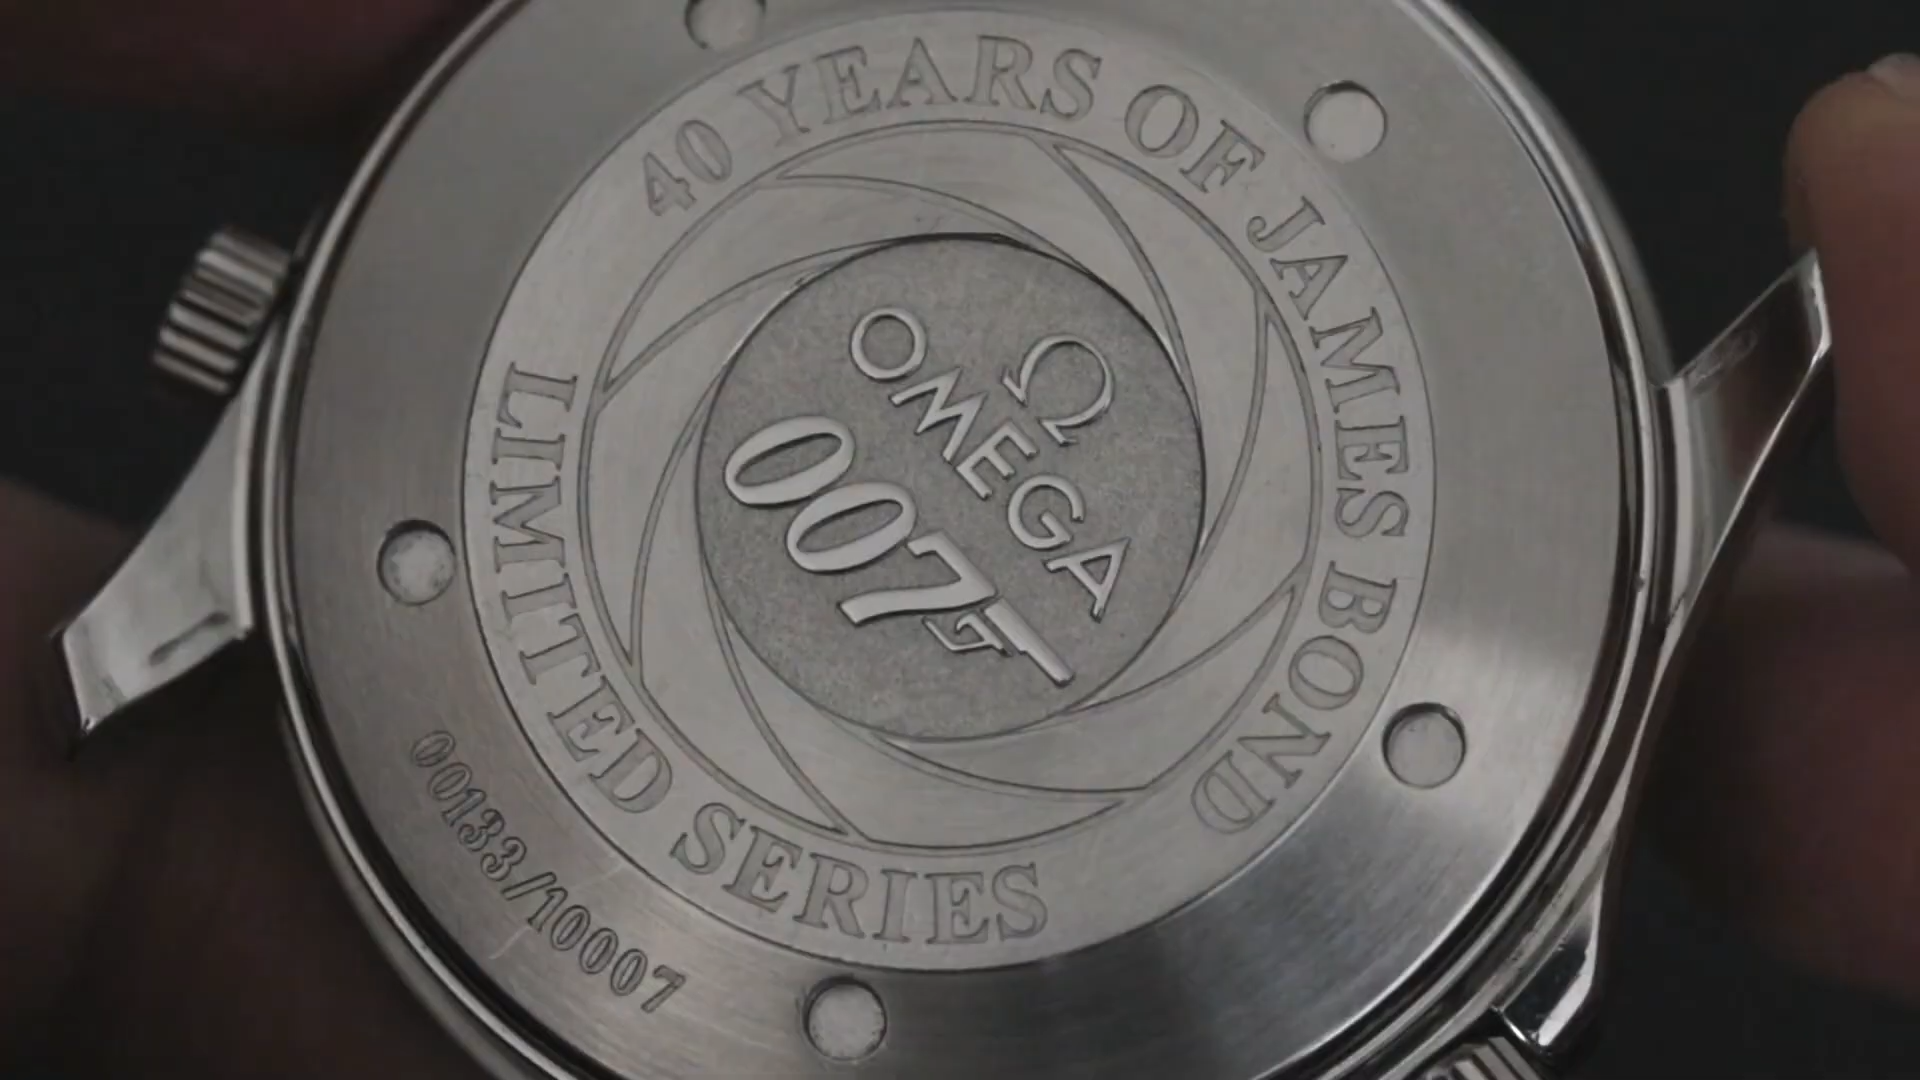 40 YEARS OF JAMES BOND
LIMITED SERIES
Ω
OMEGA
007
00133/10007